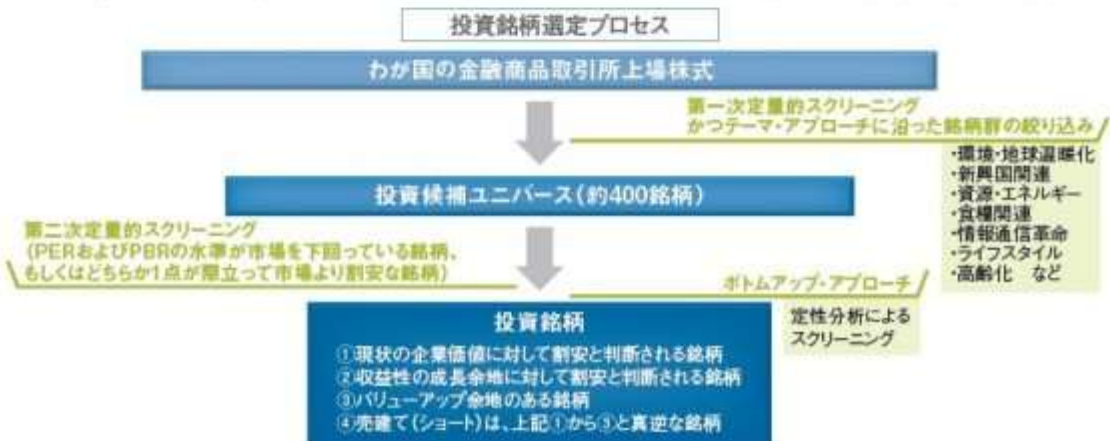 投資銘柄選定プロセス
わが国の金融商品取引所上場株式
第一次定量的スクリーニング
かつテーマ・アプローチに沿った銘柄群の絞り込み
・環境・地球温暖化
・新興国関連
・資源・エネルギー
・食糧関連
・情報通信革命
・ライフスタイル
・高齢化 など
投資候補ユニバース(約400銘柄)
第二次定量的スクリーニング
(PERおよびPBRの水準が市場を下回っている銘柄、
もしくはどちらか1点が際立って市場より割安な銘柄)
ボトムアップ・アプローチ
定性分析による
スクリーニング
投資銘柄
①現状の企業価値に対して割安と判断される銘柄
②収益性の成長余地に対して割安と判断される銘柄
③バリューアップ余地のある銘柄
④売建て(ショート)は、上記①から③と真逆な銘柄